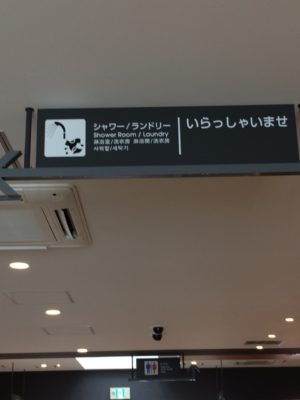 シャワー/ランドリー
Shower Room / Laundry
淋浴室/洗衣房 淋浴間/洗衣房
샤워랄/세탁기
いらっしゃいませ